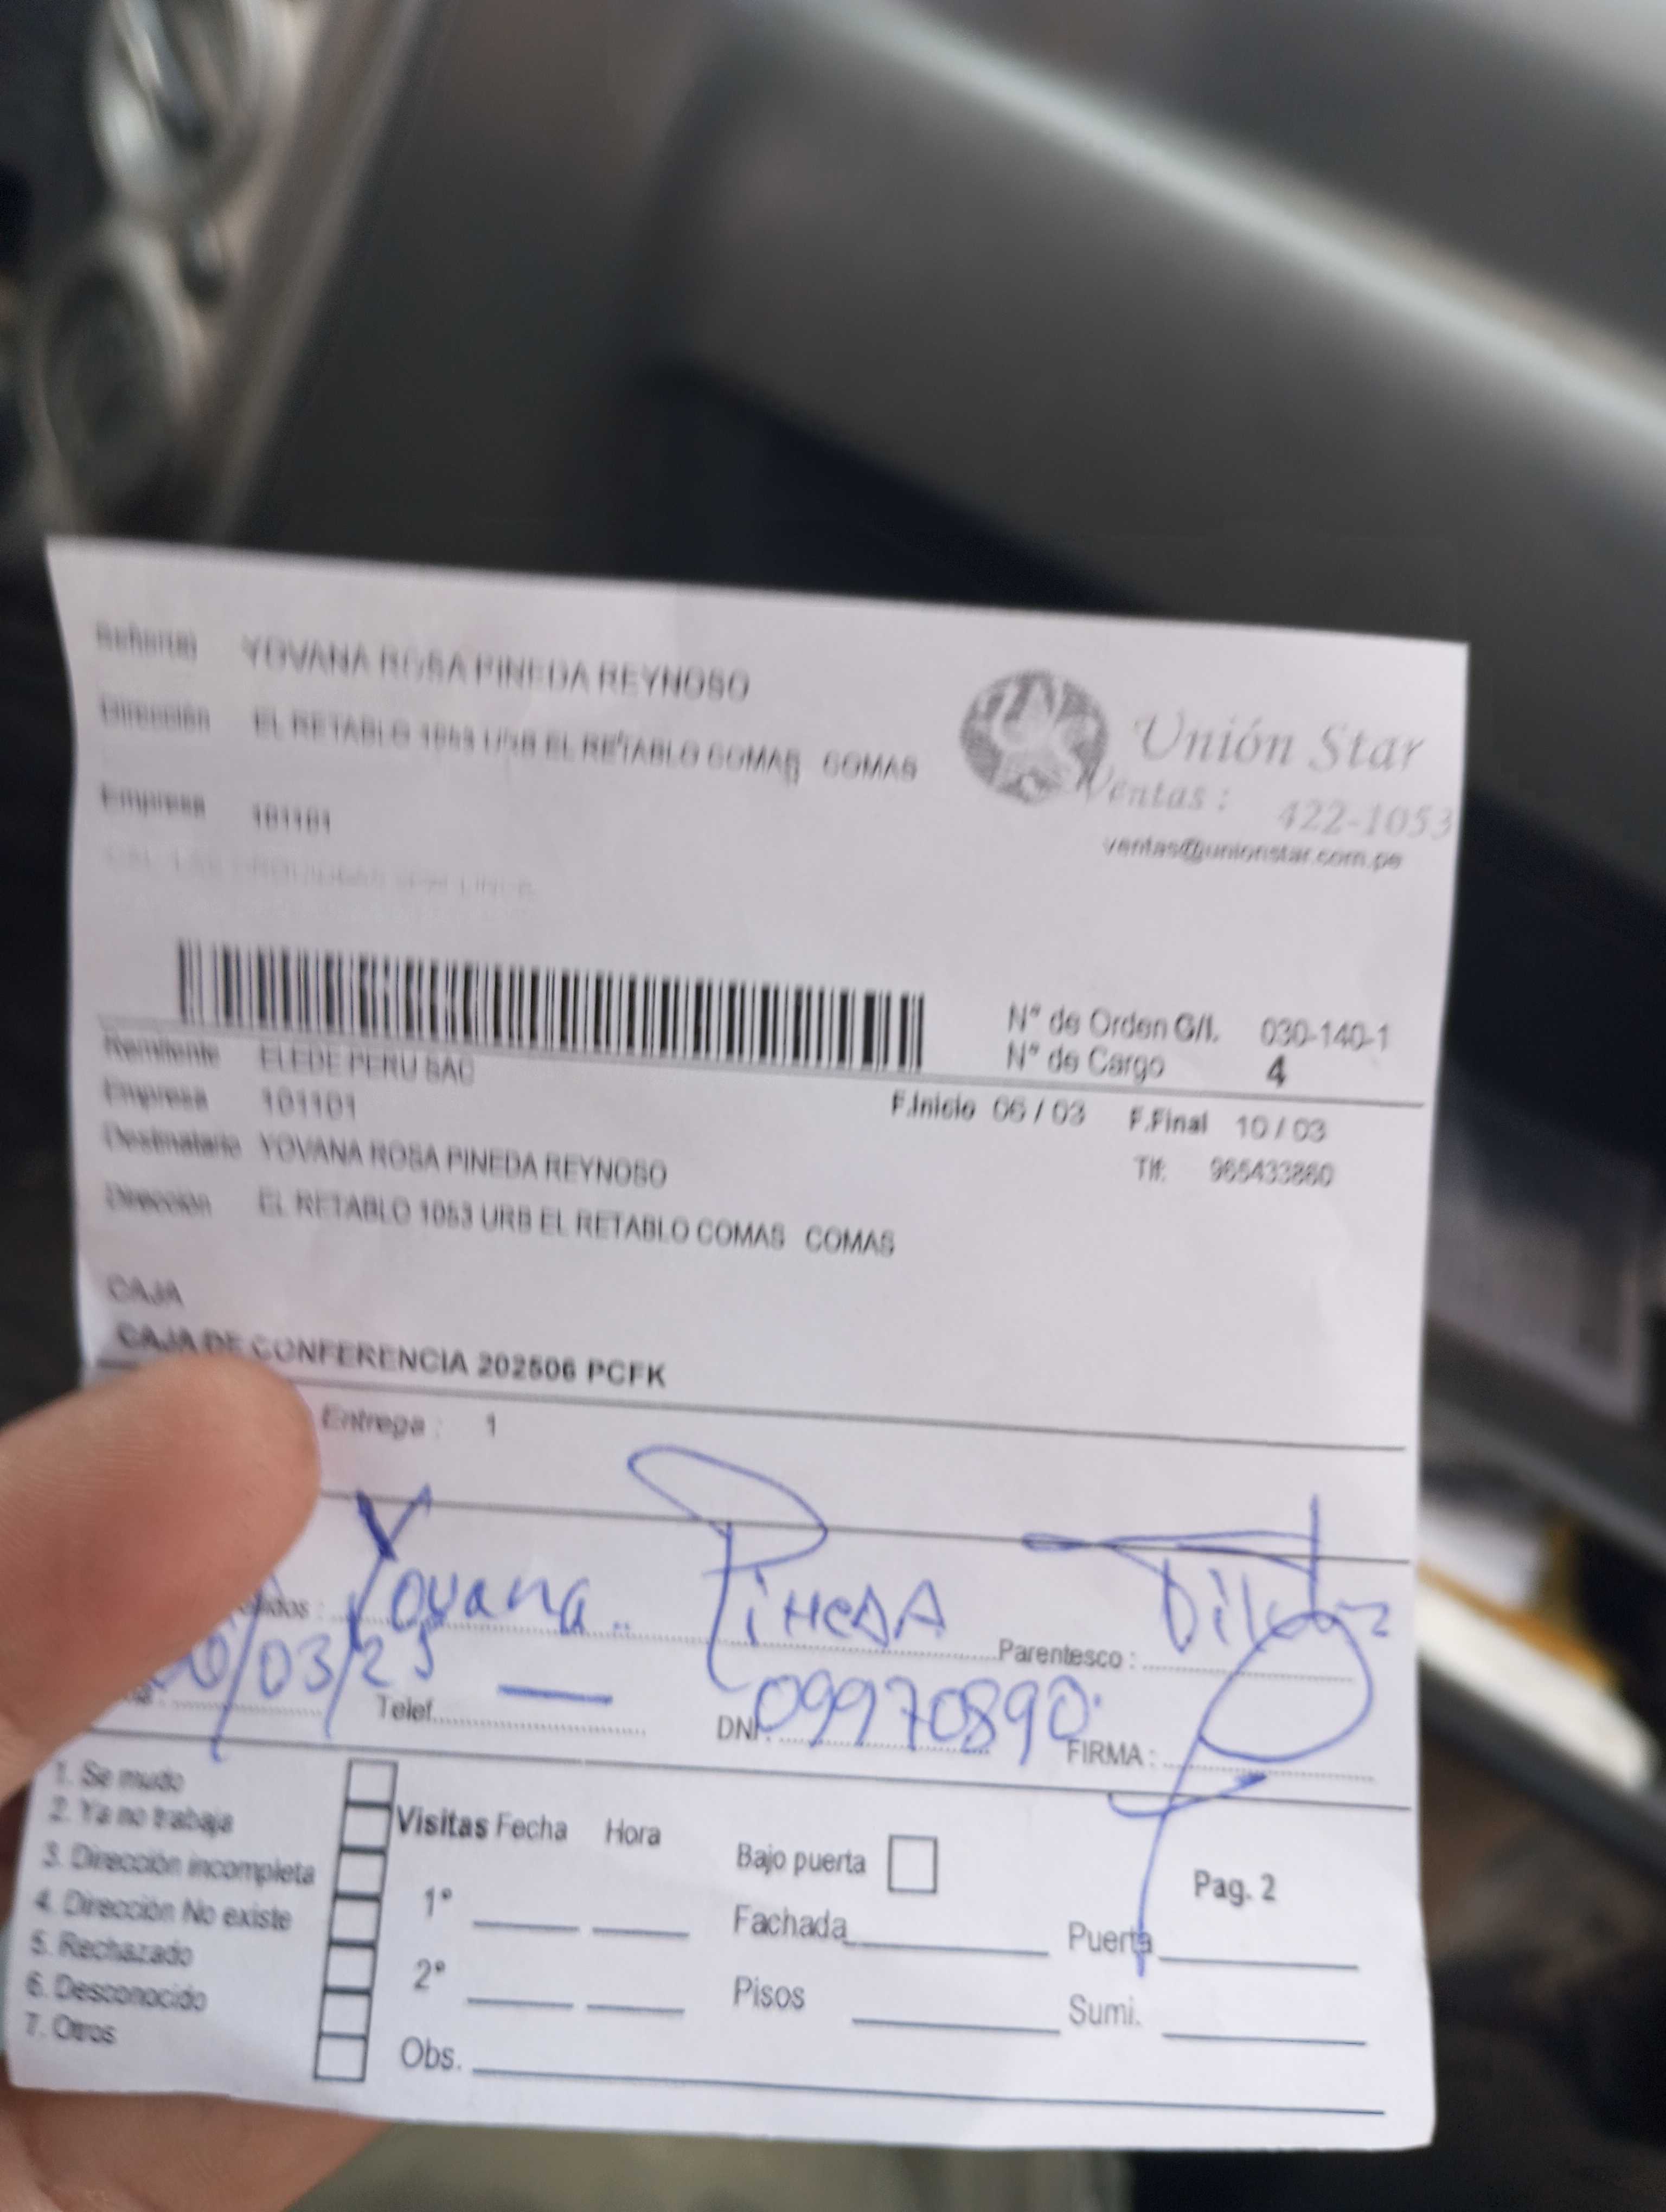 Señor(a) YOVANA ROSA PINEDA REYNOSO
Dirección EL RETABLO 1053 URB EL RETABLO COMAS COMAS
Empresa 101101
Unión Star
Ventas : 422-1053
ventas@unionstar.com.pe
N° de Orden G/I. 030-140-1
N° de Cargo 4
Remitente ELEDE PERU SAC
Empresa 101101
F.Inicio 06 / 03 F.Final 10 / 03
Destinatario YOVANA ROSA PINEDA REYNOSO
Tlf: 965433860
Dirección EL RETABLO 1053 URB EL RETABLO COMAS COMAS
CAJA
CAJA DE CONFERENCIA 202506 PCFK
Entrega : 1
Yovana Pineda
Parentesco :
/03/25 Telef. — DNI. 09970890 FIRMA :
1. Se mudo
2. Ya no trabaja
3. Dirección incompleta
4. Dirección No existe
5. Rechazado
6. Desconocido
7. Otros
Visitas Fecha Hora
1°
2°
Obs.
Bajo puerta
Fachada
Pisos
Pag. 2
Puerta
Sumi.